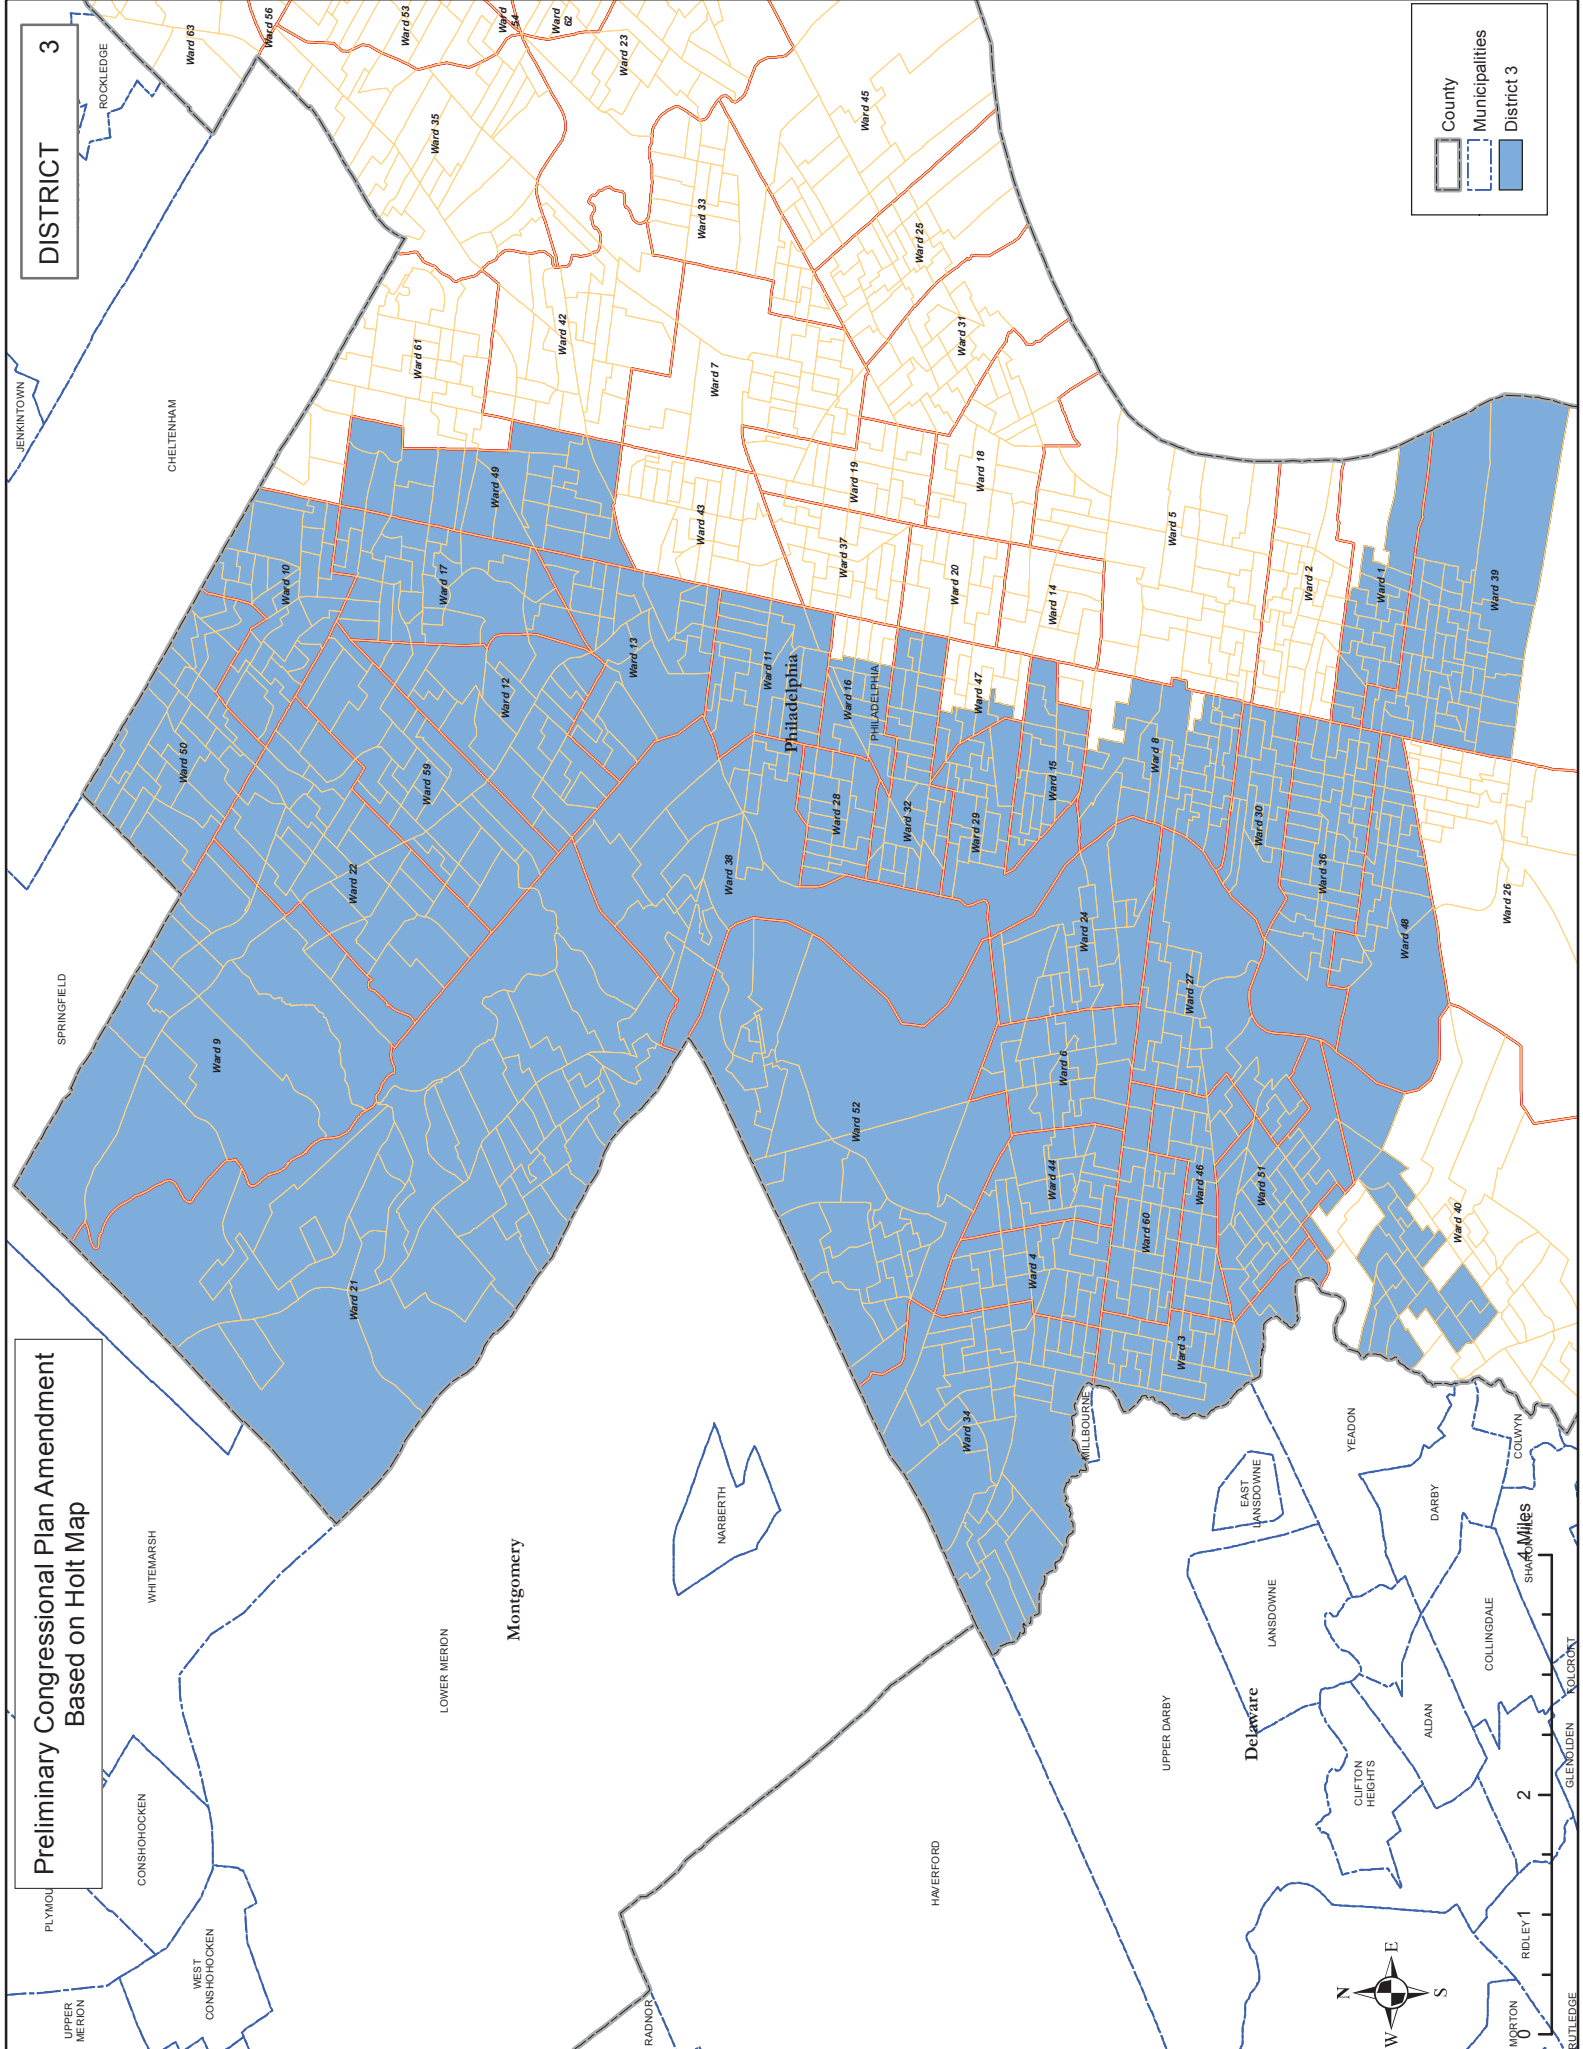 Preliminary Congressional Plan Amendment
Based on Holt Map
DISTRICT 3
County
Municipalities
District 3
UPPER
MERION
PLYMOU
CONSHOHOCKEN
WEST
CONSHOHOCKEN
WHITEMARSH
SPRINGFIELD
CHELTENHAM
JENKINTOWN
ROCKLEDGE
LOWER MERION
Montgomery
NARBERTH
RADNOR
HAVERFORD
Philadelphia
PHILADELPHIA
UPPER DARBY
Delaware
MILLBOURNE
EAST
LANSDOWNE
LANSDOWNE
YEADON
DARBY
COLWYN
CLIFTON
HEIGHTS
ALDAN
COLLINGDALE
SHARON HILL
FOLCROFT
GLENOLDEN
RIDLEY
MORTON
RUTLEDGE
Ward 63
Ward 56
Ward 53
Ward
54
Ward
62
Ward 23
Ward 35
Ward 45
Ward 33
Ward 25
Ward 31
Ward 42
Ward 61
Ward 7
Ward 49
Ward 43
Ward 19
Ward 18
Ward 37
Ward 20
Ward 14
Ward 5
Ward 2
Ward 1
Ward 39
Ward 10
Ward 17
Ward 13
Ward 11
Ward 16
Ward 47
Ward 12
Ward 50
Ward 59
Ward 22
Ward 38
Ward 28
Ward 32
Ward 29
Ward 15
Ward 8
Ward 30
Ward 36
Ward 48
Ward 26
Ward 9
Ward 21
Ward 52
Ward 24
Ward 27
Ward 6
Ward 44
Ward 4
Ward 60
Ward 46
Ward 51
Ward 3
Ward 34
Ward 40
N
W
E
S
0
1
2
4 Miles